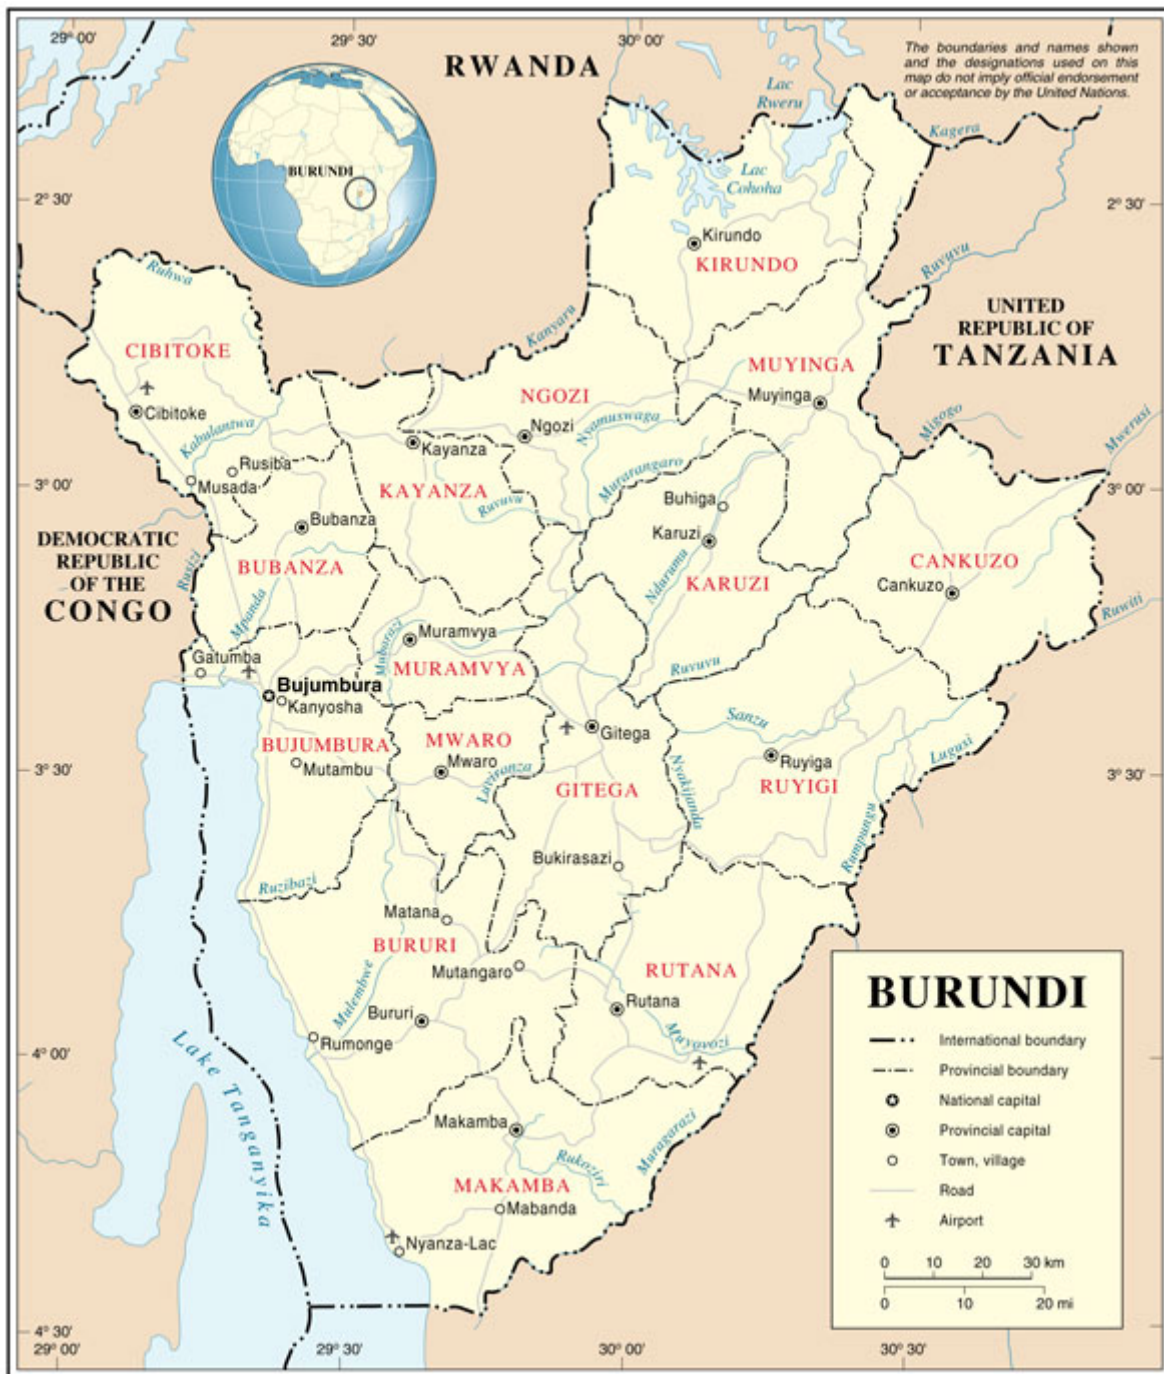 29° 00'
29° 30'
30° 00'
The boundaries and names shown
and the designations used on this
map do not imply official endorsement
or acceptance by the United Nations.
RWANDA
Lac
Rweru
Kagera
BURUNDI
Lac
Cohoha
2° 30'
2° 30'
Kirundo
KIRUNDO
Ruvuvu
Ruhwa
UNITED
REPUBLIC OF
TANZANIA
Kanyaru
CIBITOKE
MUYINGA
NGOZI
Muyinga
Cibitoke
Nyamuswaga
Migogo
Mwerusi
Kabulantwa
Ngozi
Kayanza
Rusiba
Murarangaro
Musada
KAYANZA
Ruvuvu
Buhiga
3° 00'
3° 00'
Bubanza
Karuzi
DEMOCRATIC
REPUBLIC
OF THE
CONGO
Rusizi
BUBANZA
Nduruma
KARUZI
CANKUZO
Cankuzo
Mpanda
Ruwiti
Mubarazi
Muramvya
Gatumba
MURAMVYA
Ruvuvu
Bujumbura
Kanyosha
Sanzu
Gitega
BUJUMBURA
MWARO
Lugusi
Mutambu
Mwaro
Luvironza
Nyakijanda
Ruyiga
3° 30'
3° 30'
GITEGA
RUYIGI
Rumpungu
Bukirasazi
Ruzibazi
Matana
BURURI
Mutangaro
RUTANA
Mulembwe
Bururi
Rutana
Muyovozi
Rumonge
4° 00'
Lake Tanganyika
Makamba
Muragarazi
Rukoziri
MAKAMBA
Mabanda
Nyanza-Lac
BURUNDI
International boundary
Provincial boundary
National capital
Provincial capital
Town, village
Road
Airport
0 10 20 30 km
0 10 20 mi
4° 30'
29° 00'
29° 30'
30° 00'
30° 30'